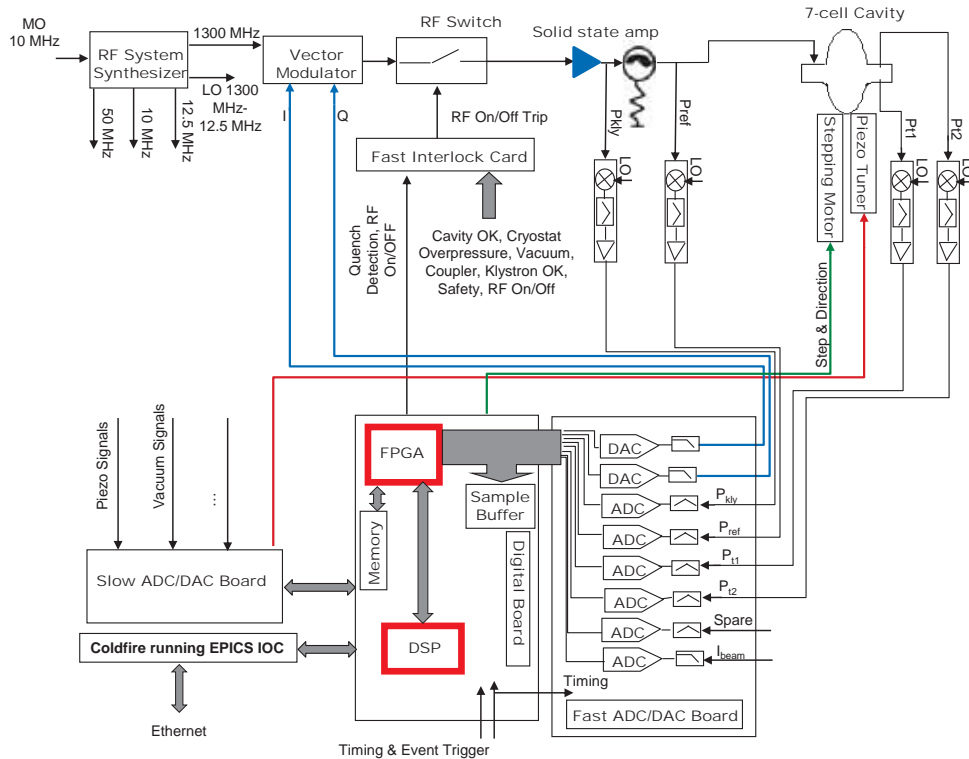 MO
10 MHz
RF System
Synthesizer
1300 MHz
LO 1300
MHz-
12.5 MHz
50 MHz
10 MHz
12.5 MHz
Vector
Modulator
I
Q
RF Switch
RF On/Off Trip
Fast Interlock Card
Quench
Detection, RF
On/OFF
Cavity OK, Cryostat
Overpressure, Vacuum,
Coupler, Klystron OK,
Safety, RF On/Off
Solid state amp
Pkly
Pref
LO
LO
7-cell Cavity
Stepping Motor
Piezo Tuner
Pt1
Pt2
LO
LO
Step & Direction
Piezo Signals
Vacuum Signals
...
Slow ADC/DAC Board
Coldfire running EPICS IOC
Ethernet
FPGA
Memory
Sample
Buffer
Digital Board
DSP
Timing & Event Trigger
Timing
DAC
DAC
ADC
Pkly
ADC
Pref
ADC
Pt1
ADC
Pt2
ADC
Spare
ADC
Ibeam
Fast ADC/DAC Board